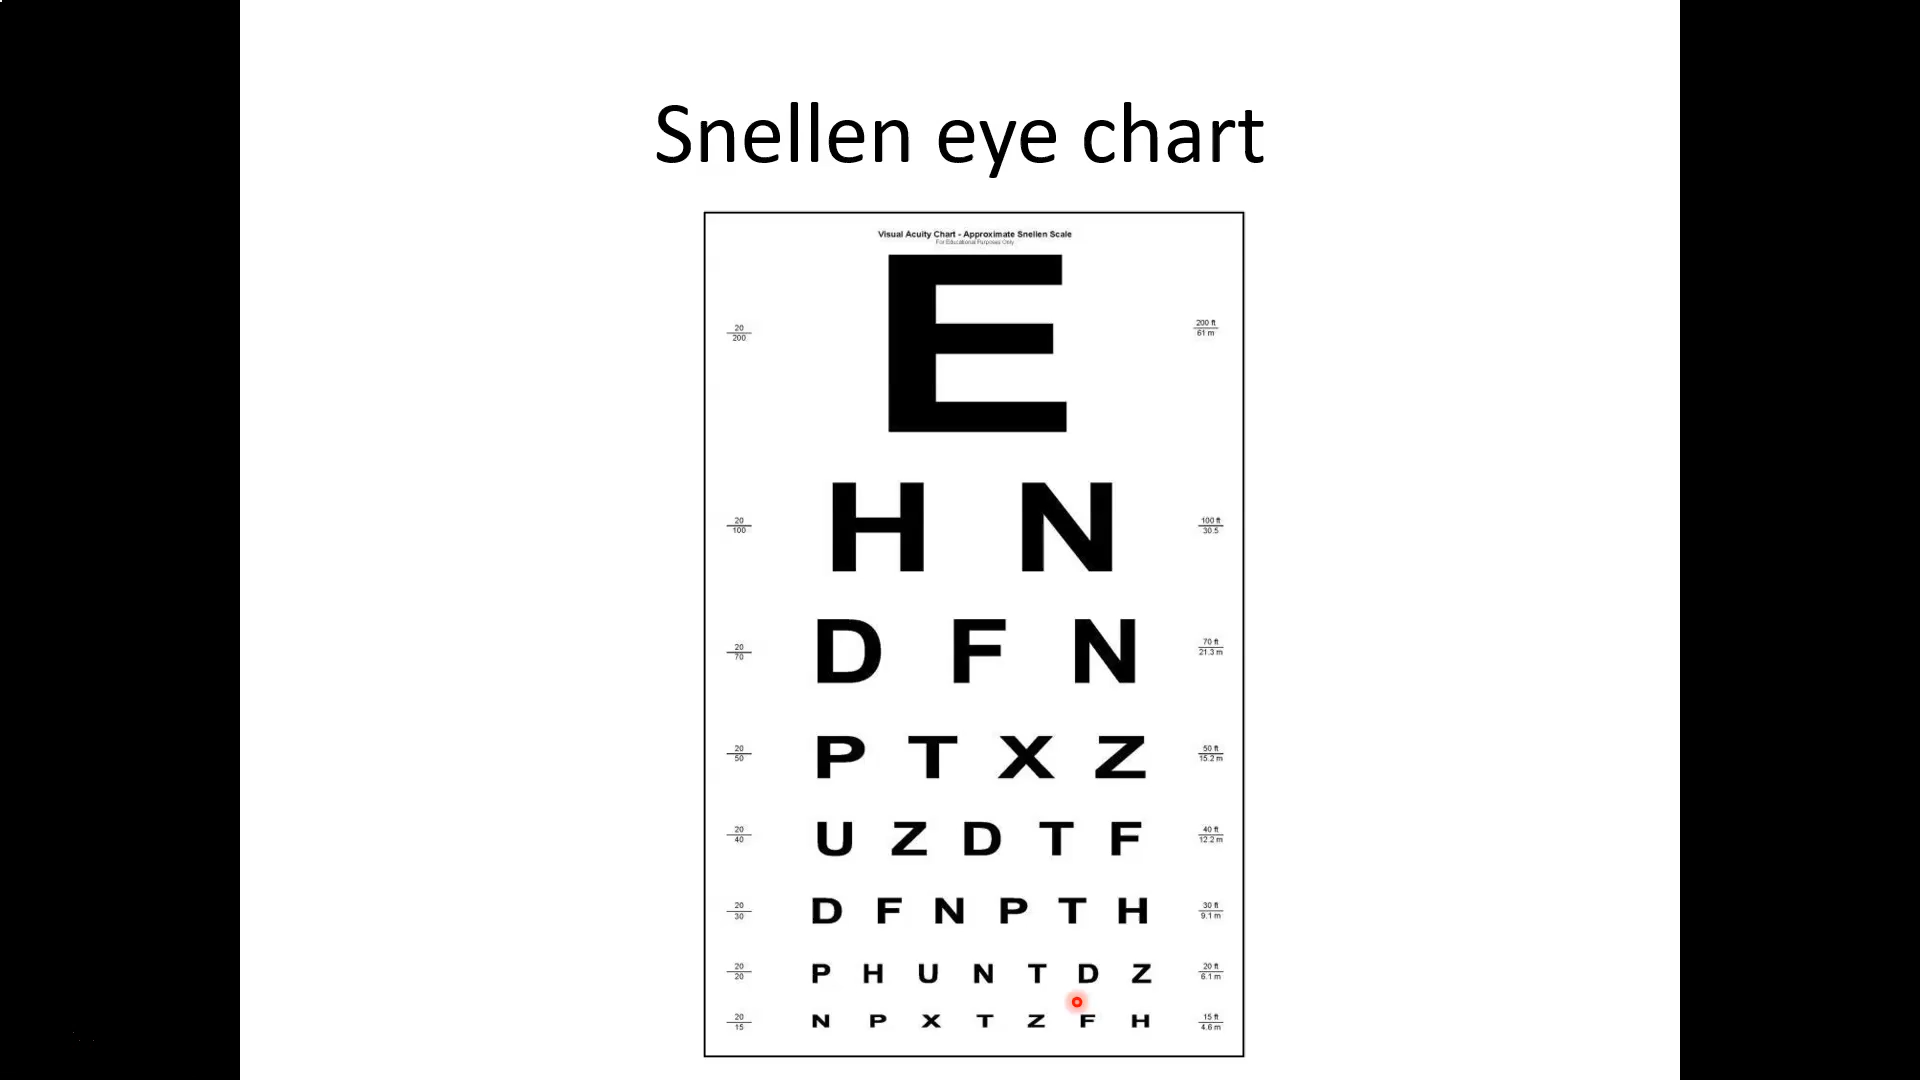 Snellen eye chart
Visual Acuity Chart - Approximate Snellen Scale
For Educational Purposes Only
20
200
E
200 ft
61 m
20
100
H N
100 ft
30.5
20
70
D F N
70 ft
21.3 m
20
50
P T X Z
50 ft
15.2 m
20
40
U Z D T F
40 ft
12.2 m
20
30
D F N P T H
30 ft
9.1 m
20
20
P H U N T D Z
20 ft
6.1 m
20
15
N P X T Z F H
15 ft
4.6 m